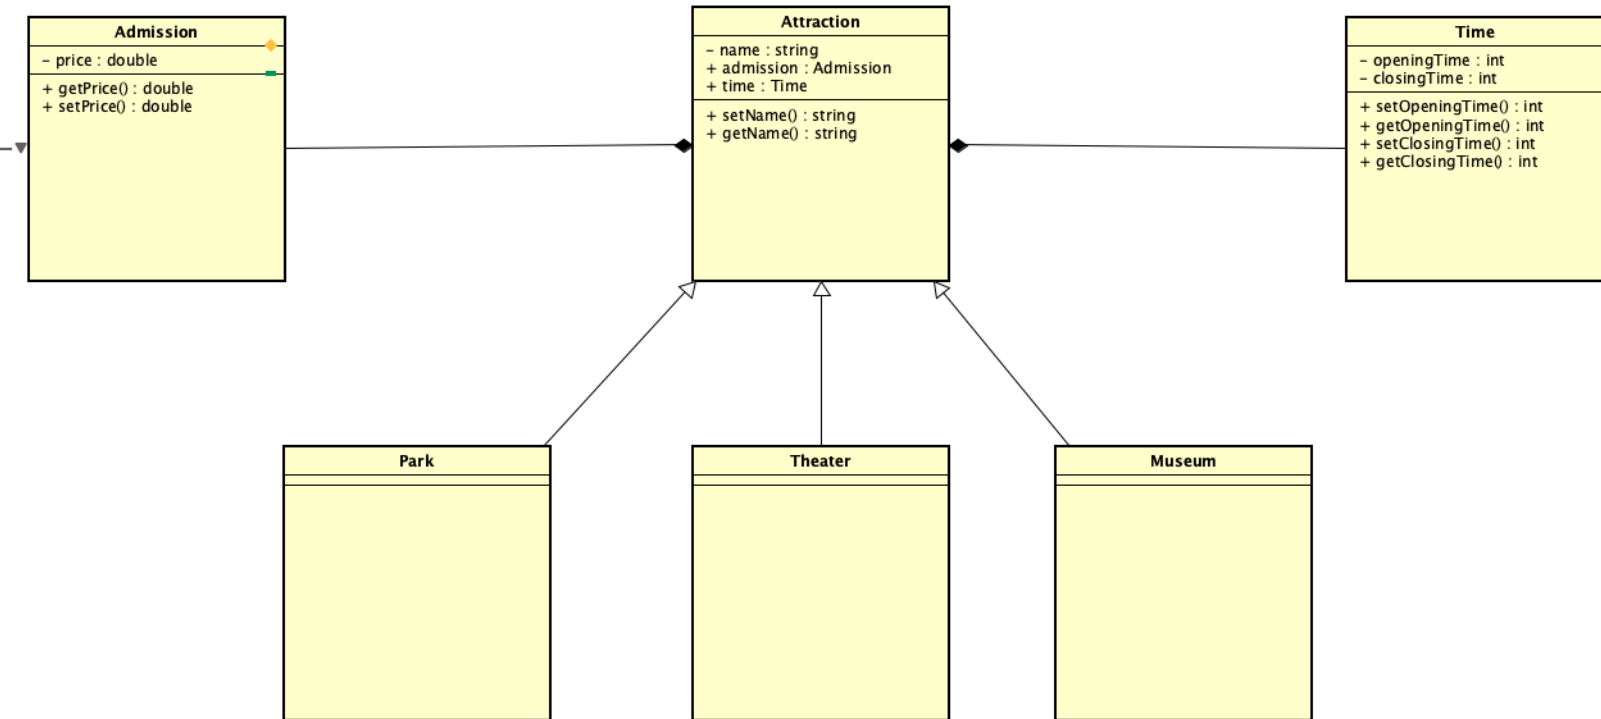 Admission
- price : double
+ getPrice() : double
+ setPrice() : double
Attraction
- name : string
+ admission : Admission
+ time : Time
+ setName() : string
+ getName() : string
Time
- openingTime : int
- closingTime : int
+ setOpeningTime() : int
+ getOpeningTime() : int
+ setClosingTime() : int
+ getClosingTime() : int
Park
Theater
Museum